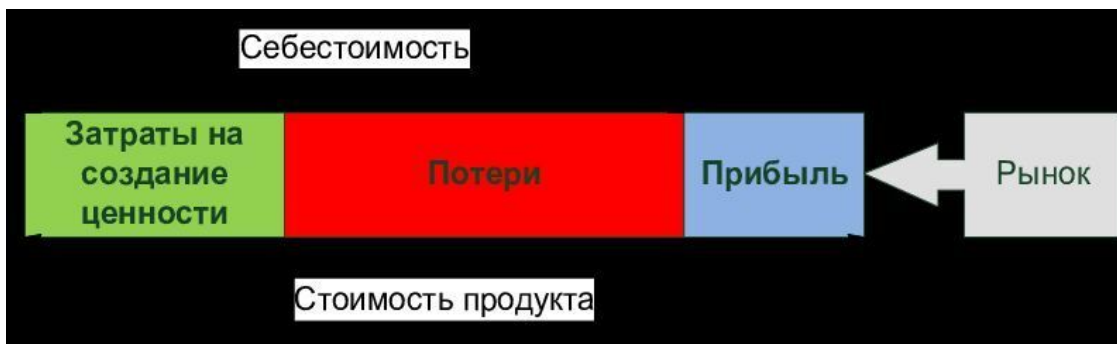 Себестоимость
Затраты на
создание
ценности
Потери
Прибыль
Рынок
Стоимость продукта